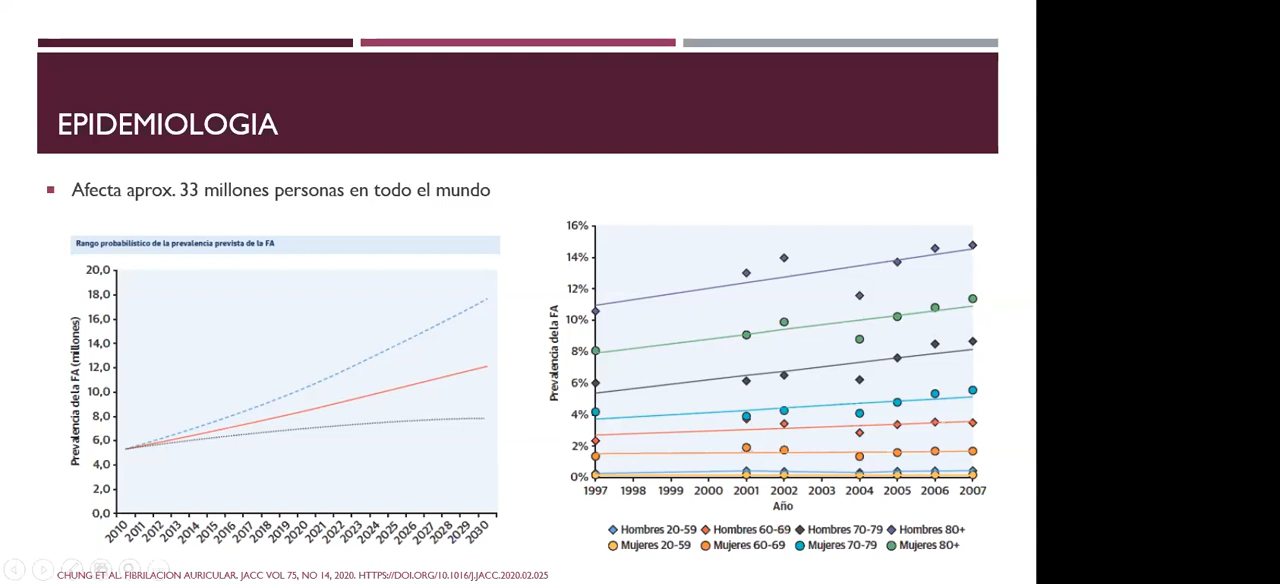 EPIDEMIOLOGIA
Afecta aprox. 33 millones personas en todo el mundo
Rango probabilístico de la prevalencia prevista de la FA
Prevalencia de la FA (millones)
20,0
18,0
16,0
14,0
12,0
10,0
8,0
6,0
4,0
2,0
0,0
2010 2011 2012 2013 2014 2015 2016 2017 2018 2019 2020 2021 2022 2023 2024 2025 2026 2027 2028 2029 2030
Prevalencia de la FA
16%
14%
12%
10%
8%
6%
4%
2%
0%
1997 1998 1999 2000 2001 2002 2003 2004 2005 2006 2007
Año
Hombres 20-59 Hombres 60-69 Hombres 70-79 Hombres 80+
Mujeres 20-59 Mujeres 60-69 Mujeres 70-79 Mujeres 80+
CHUNG ET AL. FIBRILACION AURICULAR. JACC VOL 75, NO 14, 2020. HTTPS://DOI.ORG/10.1016/J.JACC.2020.02.025